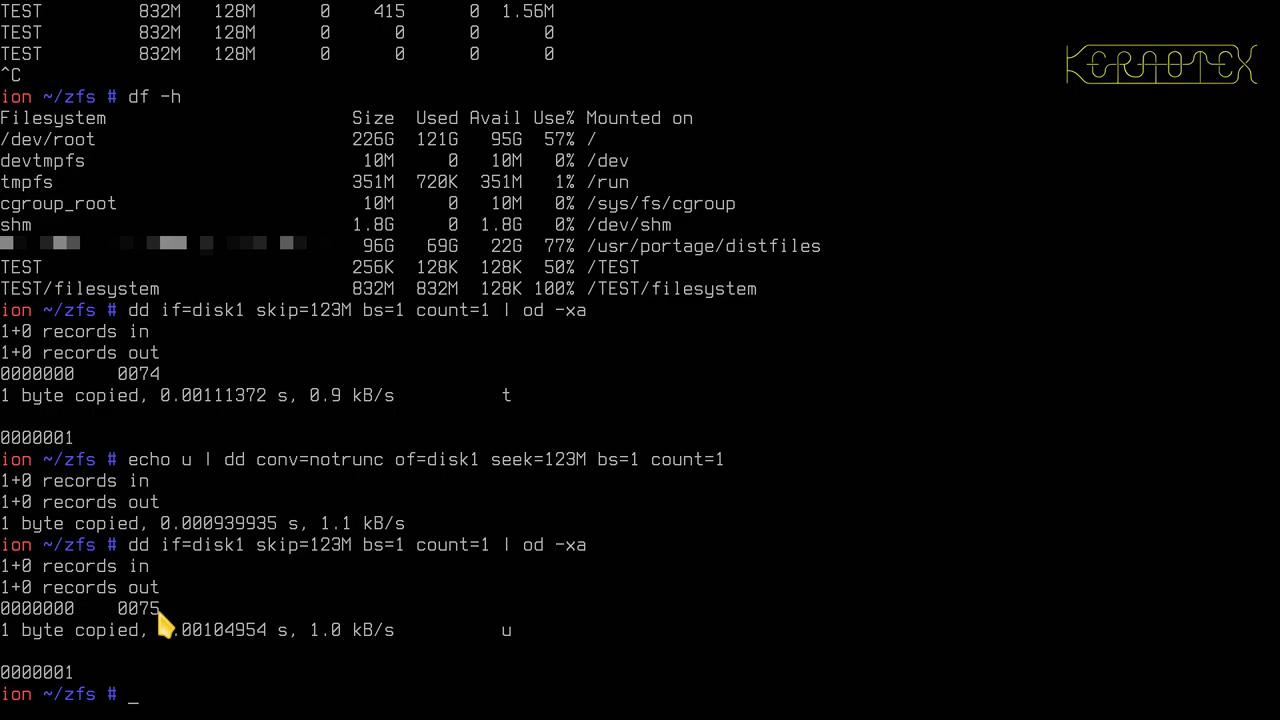 TEST         832M   128M      0    415      0  1.56M
TEST         832M   128M      0      0      0      0
TEST         832M   128M      0      0      0      0
^C
KERAOTEX
ion ~/zfs # df -h
Filesystem                       Size  Used Avail Use% Mounted on
/dev/root                        226G  121G   95G  57% /
devtmpfs                          10M     0   10M   0% /dev
tmpfs                            351M  720K  351M   1% /run
cgroup_root                       10M     0   10M   0% /sys/fs/cgroup
shm                              1.8G     0  1.8G   0% /dev/shm
96G   69G   22G  77% /usr/portage/distfiles
TEST                             256K  128K  128K  50% /TEST
TEST/filesystem                  832M  832M  128K 100% /TEST/filesystem
ion ~/zfs # dd if=disk1 skip=123M bs=1 count=1 | od -xa
1+0 records in
1+0 records out
0000000    0074
1 byte copied, 0.00111372 s, 0.9 kB/s          t
0000001
ion ~/zfs # echo u | dd conv=notrunc of=disk1 seek=123M bs=1 count=1
1+0 records in
1+0 records out
1 byte copied, 0.000939935 s, 1.1 kB/s
ion ~/zfs # dd if=disk1 skip=123M bs=1 count=1 | od -xa
1+0 records in
1+0 records out
0000000    0075
1 byte copied, .00104954 s, 1.0 kB/s          u
0000001
ion ~/zfs # _